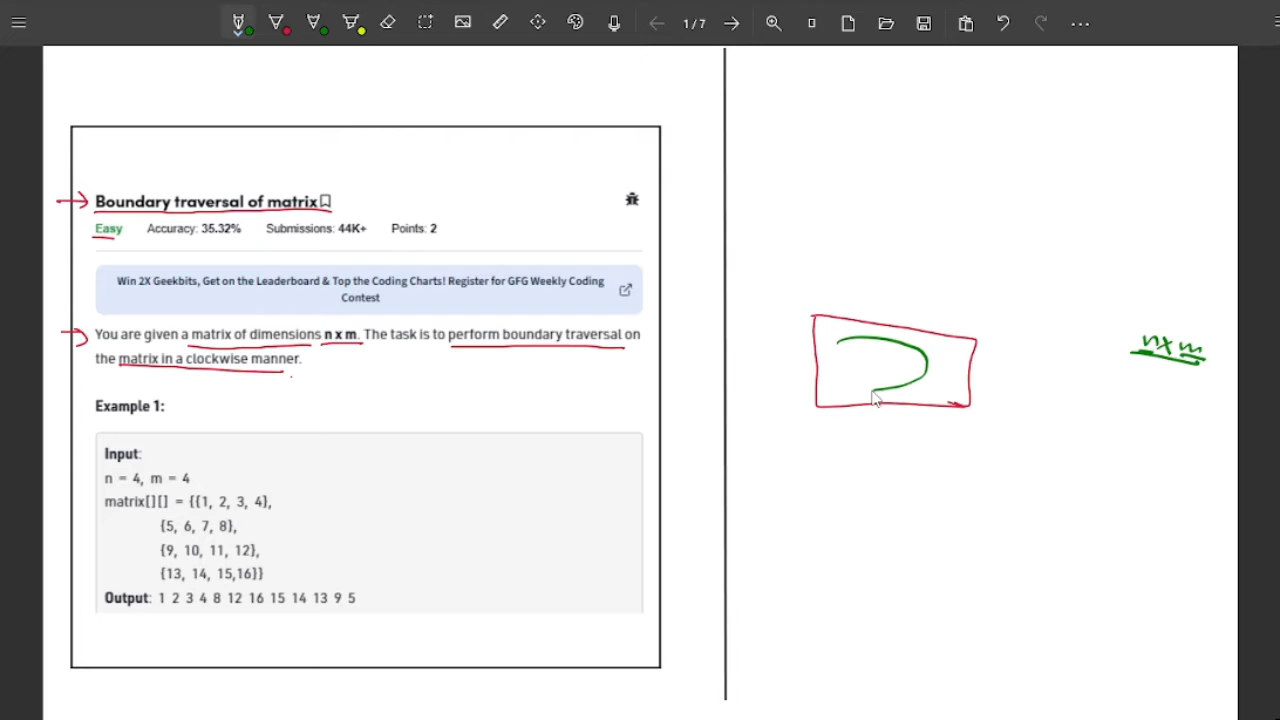 1/7
Boundary traversal of matrix
Easy Accuracy: 35.32% Submissions: 44K+ Points: 2
Win 2X Geekbits, Get on the Leaderboard & Top the Coding Charts! Register for GFG Weekly Coding
Contest
You are given a matrix of dimensions n x m. The task is to perform boundary traversal on
the matrix in a clockwise manner.
Example 1:
Input:
n = 4, m = 4
matrix[][] = {{1, 2, 3, 4},
{5, 6, 7, 8},
{9, 10, 11, 12},
{13, 14, 15,16}}
Output: 1 2 3 4 8 12 16 15 14 13 9 5
n x m